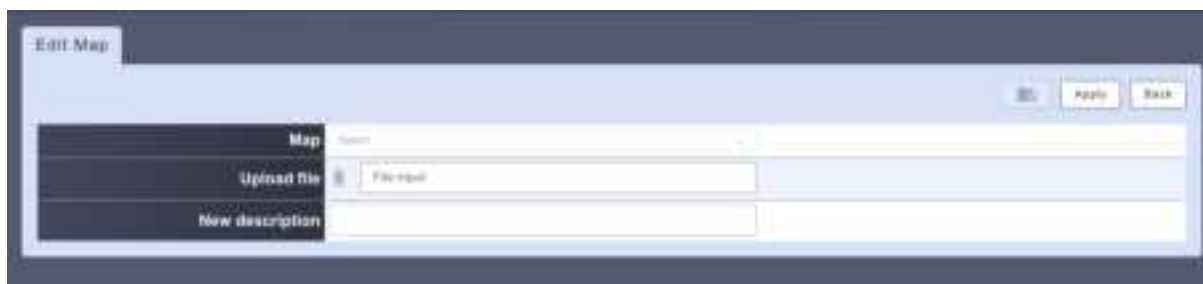 Edit Map
Apply
Back
Map
Select
Upload file
File input
New description